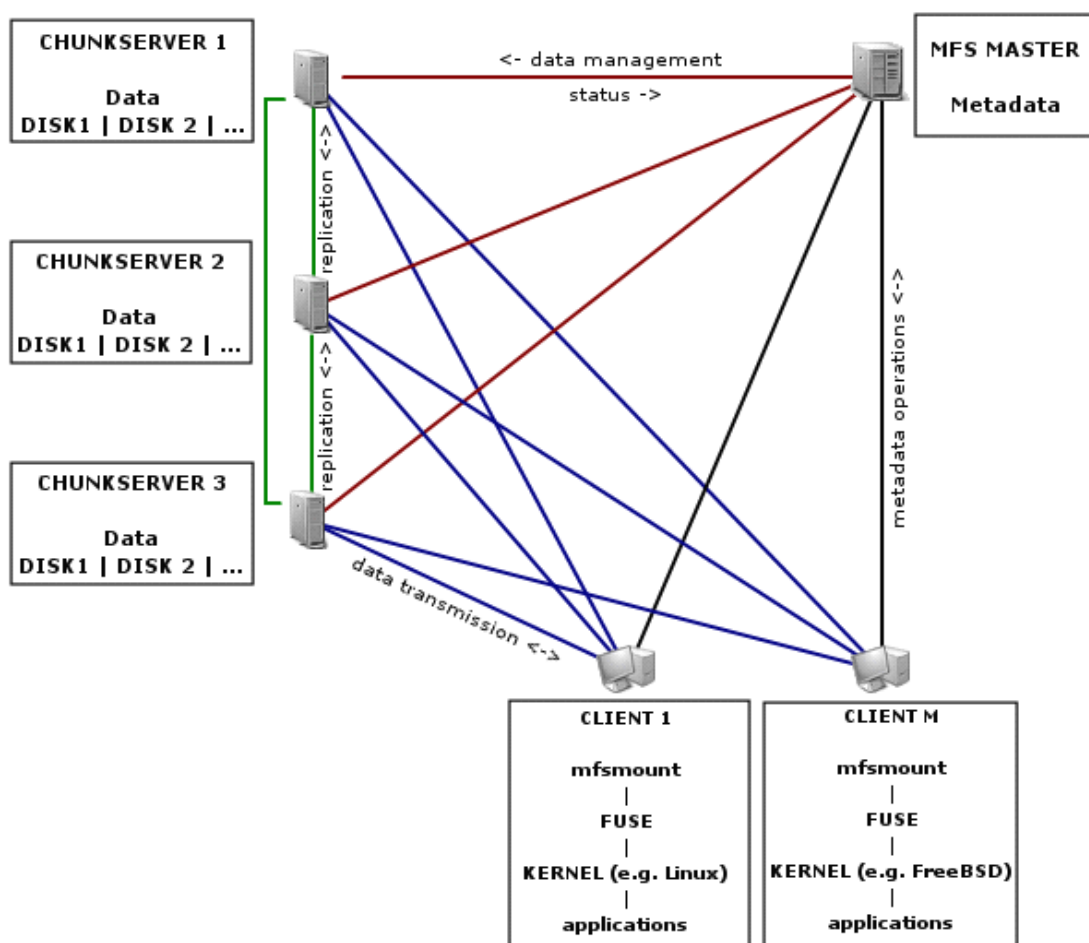 CHUNKSERVER 1
Data
DISK1 | DISK 2 | ...
<- data management
status ->
MFS MASTER
Metadata
replication <->
CHUNKSERVER 2
Data
DISK1 | DISK 2 | ...
replication <->
metadata operations <->
CHUNKSERVER 3
Data
DISK1 | DISK 2 | ...
data transmission <->
CLIENT 1
mfsmount
|
FUSE
|
KERNEL (e.g. Linux)
|
applications
CLIENT M
mfsmount
|
FUSE
|
KERNEL (e.g. FreeBSD)
|
applications